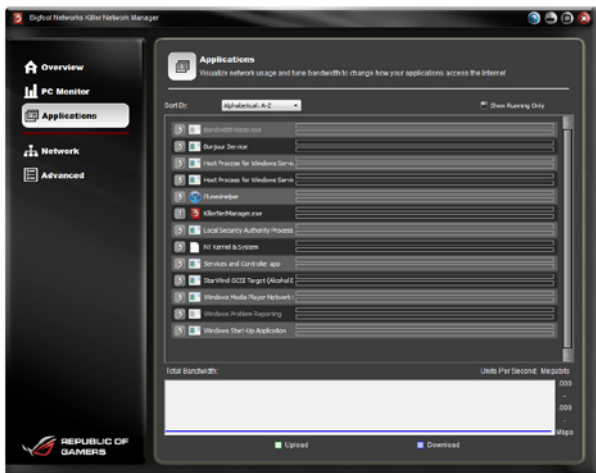 Bigfoot Networks Killer Network Manager
Overview
PC Monitor
Applications
Network
Advanced
Applications
Visualize network usage and tune bandwidth to change how your applications access the Internet
Sort By:
Alphabetical: A-Z
Show Running Only
bandwidthtester.exe
Bonjour Service
Host Process for Windows Servic
Host Process for Windows Servic
iTunesHelper
KillerNetManager.exe
Local Security Authority Process
NT Kernel & System
Services and Controller app
StarWind iSCSI Target (Alcohol E
Windows Media Player Network
Windows Problem Reporting
Windows Start-Up Application
Total Bandwidth:
Units Per Second: Megabits
.000
-
.000
-
Mbps
Upload
Download
REPUBLIC OF
GAMERS